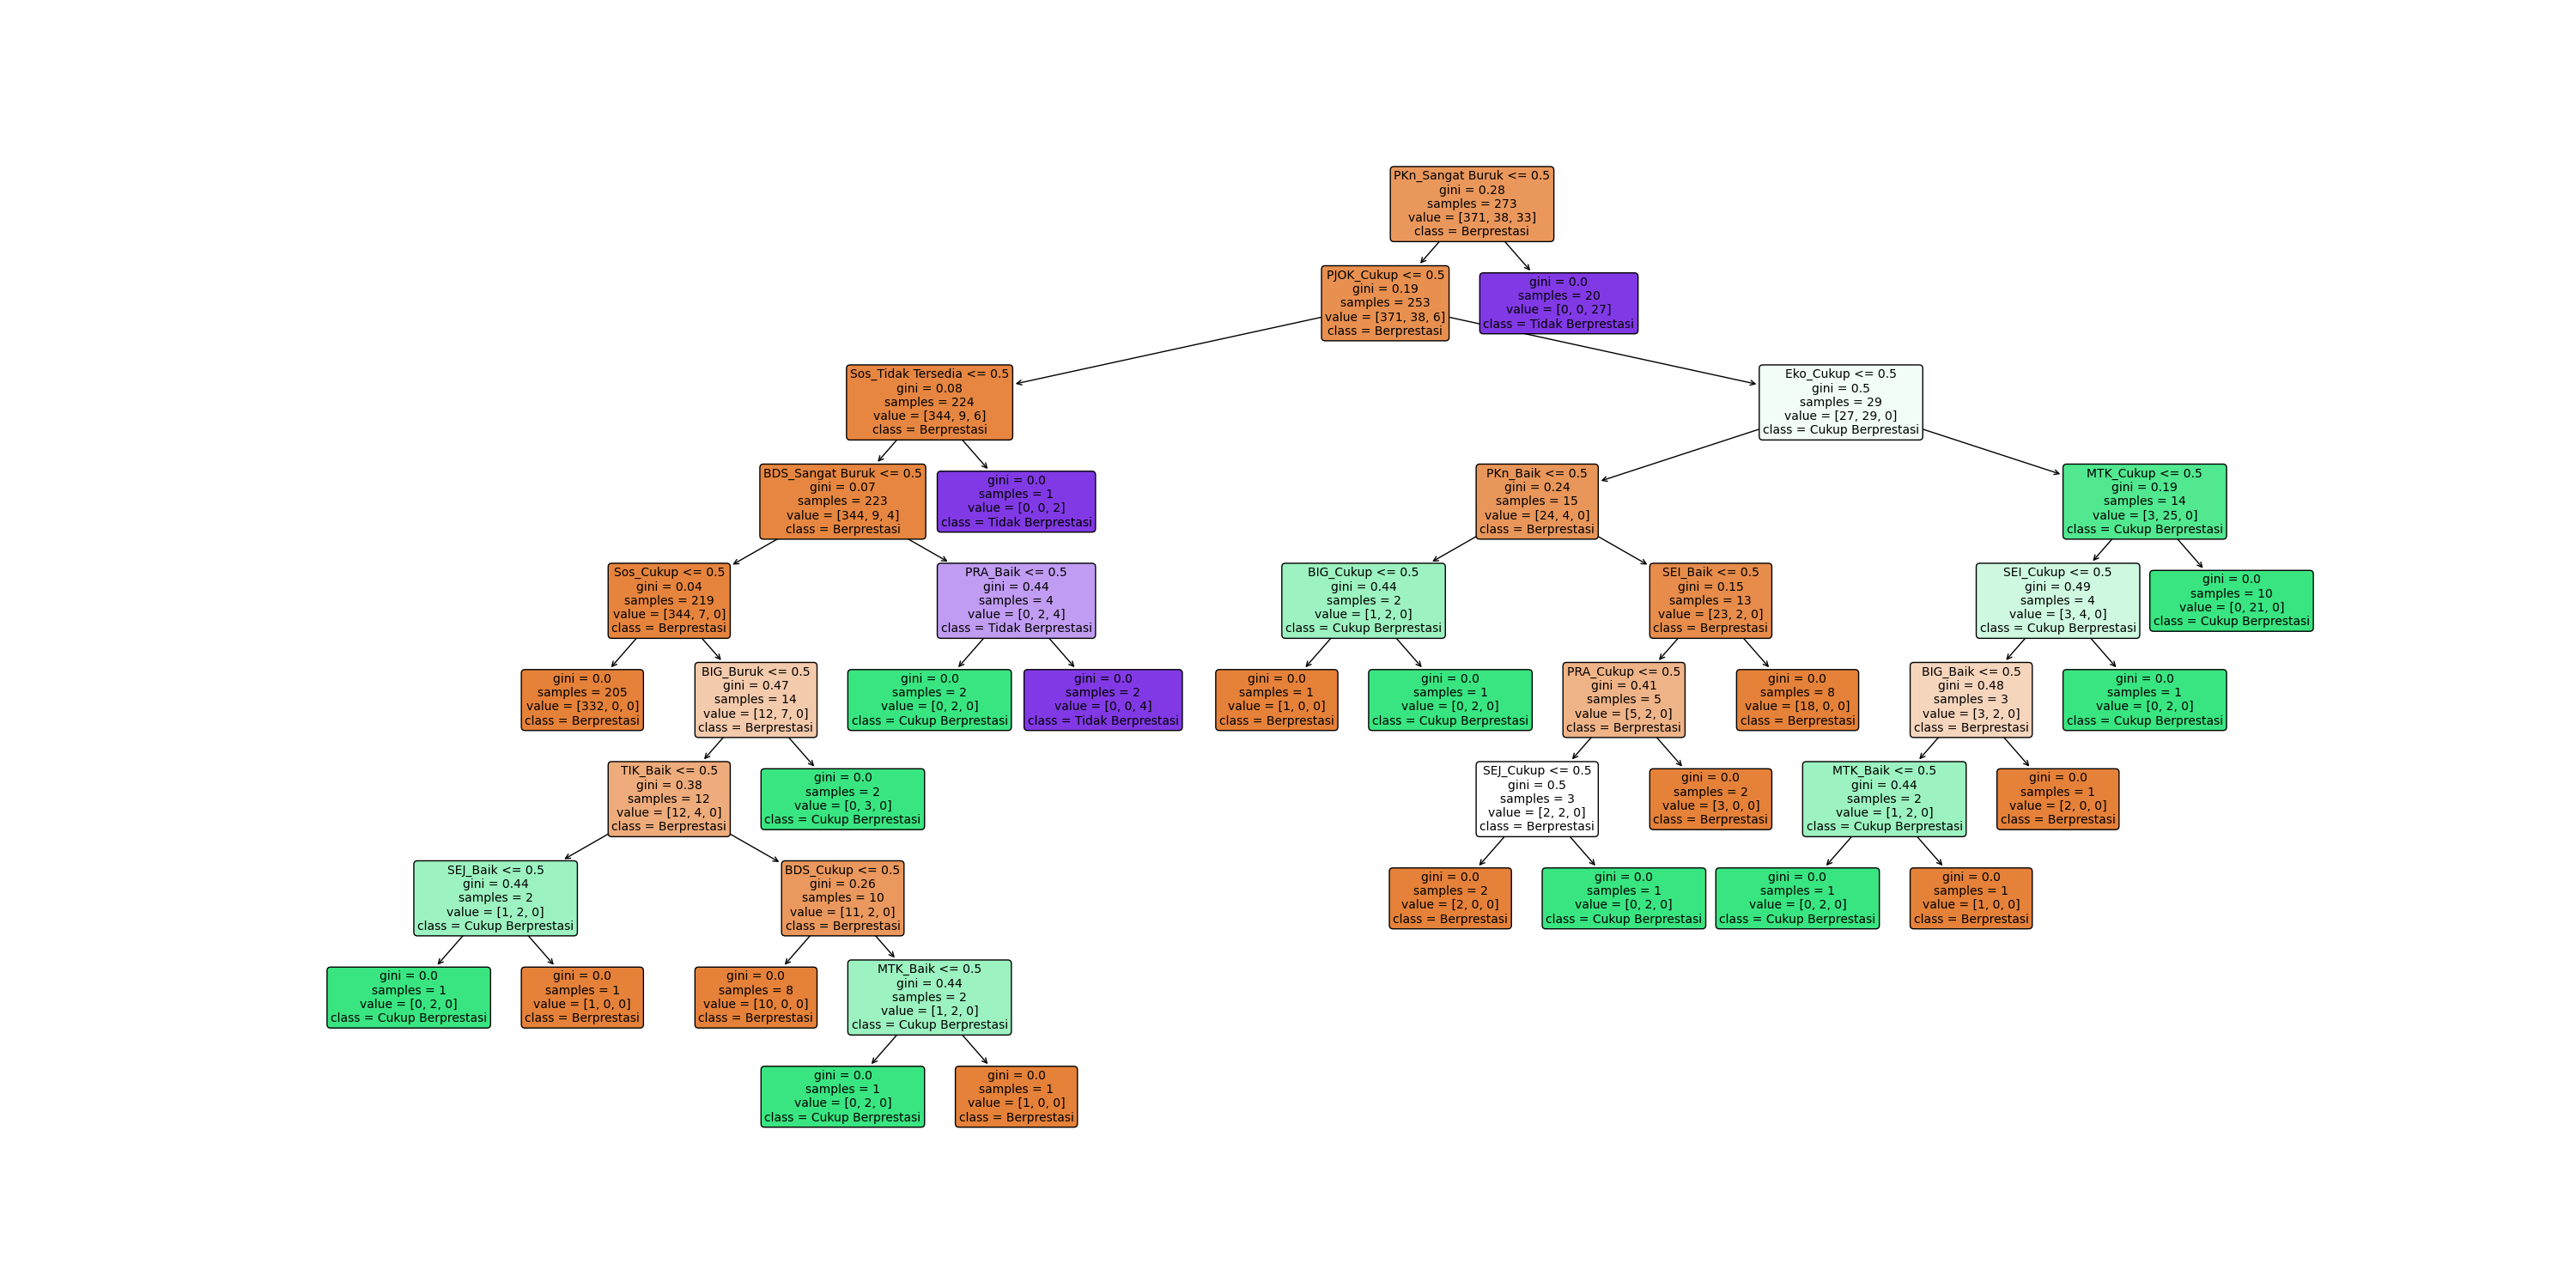 PKn_Sangat Buruk <= 0.5
gini = 0.28
samples = 273
value = [371, 38, 33]
class = Berprestasi
PJOK_Cukup <= 0.5
gini = 0.19
samples = 253
value = [371, 38, 6]
class = Berprestasi
gini = 0.0
samples = 20
value = [0, 0, 27]
class = Tidak Berprestasi
Sos_Tidak Tersedia <= 0.5
gini = 0.08
samples = 224
value = [344, 9, 6]
class = Berprestasi
Eko_Cukup <= 0.5
gini = 0.5
samples = 29
value = [27, 29, 0]
class = Cukup Berprestasi
BDS_Sangat Buruk <= 0.5
gini = 0.07
samples = 223
value = [344, 9, 4]
class = Berprestasi
gini = 0.0
samples = 1
value = [0, 0, 2]
class = Tidak Berprestasi
PKn_Baik <= 0.5
gini = 0.24
samples = 15
value = [24, 4, 0]
class = Berprestasi
MTK_Cukup <= 0.5
gini = 0.19
samples = 14
value = [3, 25, 0]
class = Cukup Berprestasi
Sos_Cukup <= 0.5
gini = 0.04
samples = 219
value = [344, 7, 0]
class = Berprestasi
PRA_Baik <= 0.5
gini = 0.44
samples = 4
value = [0, 2, 4]
class = Tidak Berprestasi
BIG_Cukup <= 0.5
gini = 0.44
samples = 2
value = [1, 2, 0]
class = Cukup Berprestasi
SEI_Baik <= 0.5
gini = 0.15
samples = 13
value = [23, 2, 0]
class = Berprestasi
SEI_Cukup <= 0.5
gini = 0.49
samples = 4
value = [3, 4, 0]
class = Cukup Berprestasi
gini = 0.0
samples = 10
value = [0, 21, 0]
class = Cukup Berprestasi
gini = 0.0
samples = 205
value = [332, 0, 0]
class = Berprestasi
BIG_Buruk <= 0.5
gini = 0.47
samples = 14
value = [12, 7, 0]
class = Berprestasi
gini = 0.0
samples = 2
value = [0, 2, 0]
class = Cukup Berprestasi
gini = 0.0
samples = 2
value = [0, 0, 4]
class = Tidak Berprestasi
gini = 0.0
samples = 1
value = [1, 0, 0]
class = Berprestasi
gini = 0.0
samples = 1
value = [0, 2, 0]
class = Cukup Berprestasi
PRA_Cukup <= 0.5
gini = 0.41
samples = 5
value = [5, 2, 0]
class = Berprestasi
gini = 0.0
samples = 8
value = [18, 0, 0]
class = Berprestasi
BIG_Baik <= 0.5
gini = 0.48
samples = 3
value = [3, 2, 0]
class = Berprestasi
gini = 0.0
samples = 1
value = [0, 2, 0]
class = Cukup Berprestasi
TIK_Baik <= 0.5
gini = 0.38
samples = 12
value = [12, 4, 0]
class = Berprestasi
gini = 0.0
samples = 2
value = [0, 3, 0]
class = Cukup Berprestasi
SEJ_Cukup <= 0.5
gini = 0.5
samples = 3
value = [2, 2, 0]
class = Berprestasi
gini = 0.0
samples = 2
value = [3, 0, 0]
class = Berprestasi
MTK_Baik <= 0.5
gini = 0.44
samples = 2
value = [1, 2, 0]
class = Cukup Berprestasi
gini = 0.0
samples = 1
value = [2, 0, 0]
class = Berprestasi
SEJ_Baik <= 0.5
gini = 0.44
samples = 2
value = [1, 2, 0]
class = Cukup Berprestasi
BDS_Cukup <= 0.5
gini = 0.26
samples = 10
value = [11, 2, 0]
class = Berprestasi
gini = 0.0
samples = 2
value = [2, 0, 0]
class = Berprestasi
gini = 0.0
samples = 1
value = [0, 2, 0]
class = Cukup Berprestasi
gini = 0.0
samples = 1
value = [0, 2, 0]
class = Cukup Berprestasi
gini = 0.0
samples = 1
value = [1, 0, 0]
class = Berprestasi
gini = 0.0
samples = 1
value = [0, 2, 0]
class = Cukup Berprestasi
gini = 0.0
samples = 1
value = [1, 0, 0]
class = Berprestasi
gini = 0.0
samples = 8
value = [10, 0, 0]
class = Berprestasi
MTK_Baik <= 0.5
gini = 0.44
samples = 2
value = [1, 2, 0]
class = Cukup Berprestasi
gini = 0.0
samples = 1
value = [0, 2, 0]
class = Cukup Berprestasi
gini = 0.0
samples = 1
value = [1, 0, 0]
class = Berprestasi